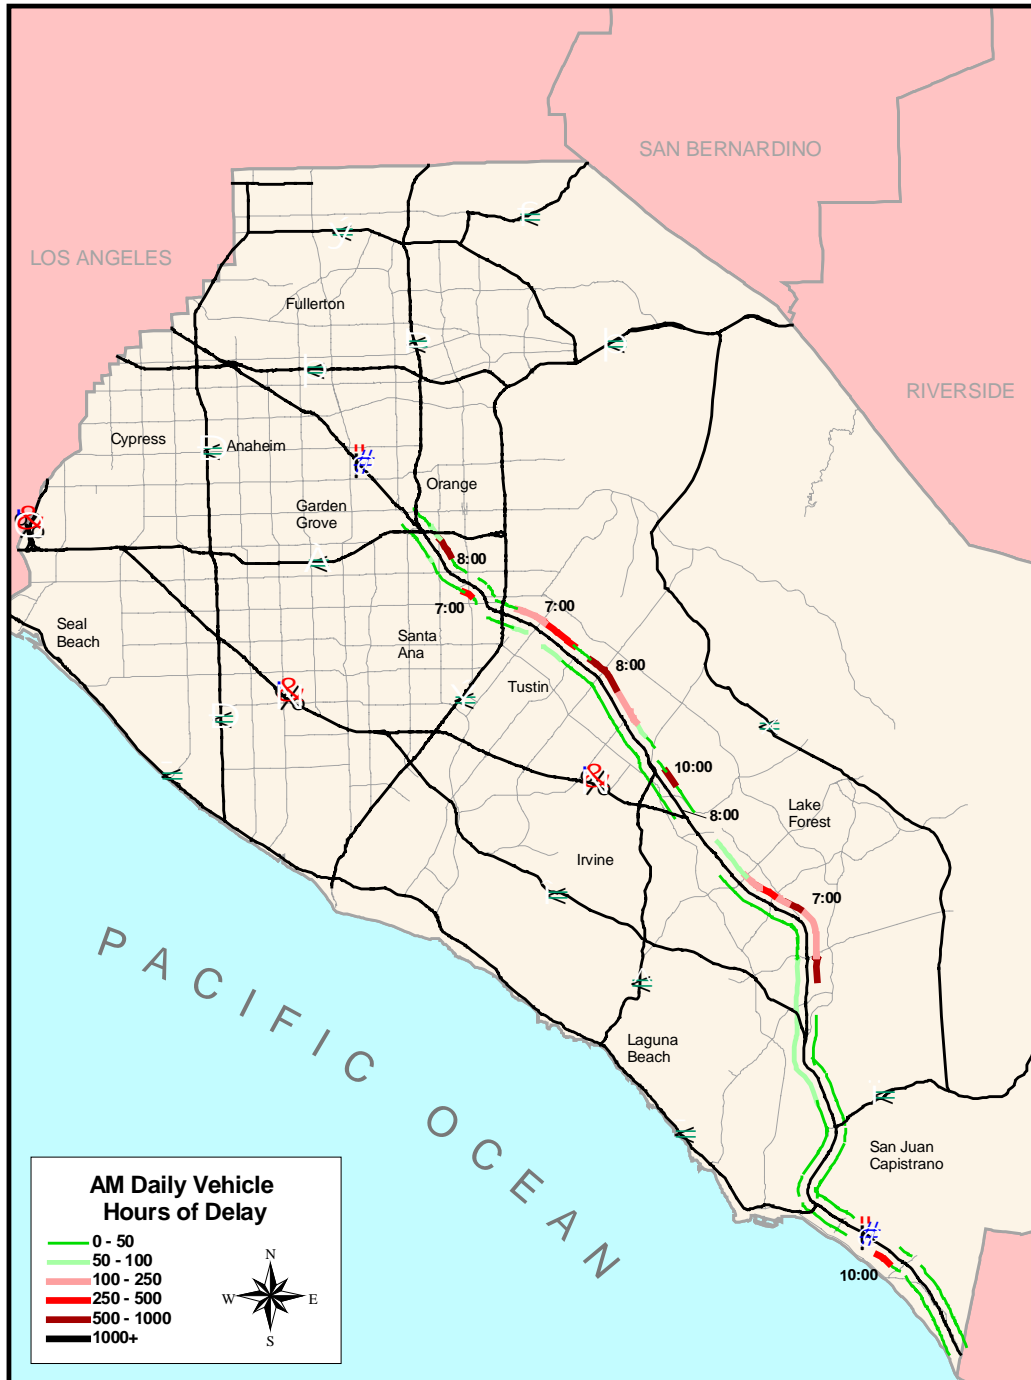 SAN BERNARDINO
LOS ANGELES
Fullerton
RIVERSIDE
Cypress
Anaheim
Orange
Garden
Grove
8:00
7:00
7:00
Seal
Beach
Santa
Ana
8:00
Tustin
10:00
8:00
Lake
Forest
Irvine
7:00
PACIFIC OCEAN
Laguna
Beach
San Juan
Capistrano
10:00
AM Daily Vehicle
Hours of Delay
0 - 50
50 - 100
100 - 250
250 - 500
500 - 1000
1000+
N
W
E
S